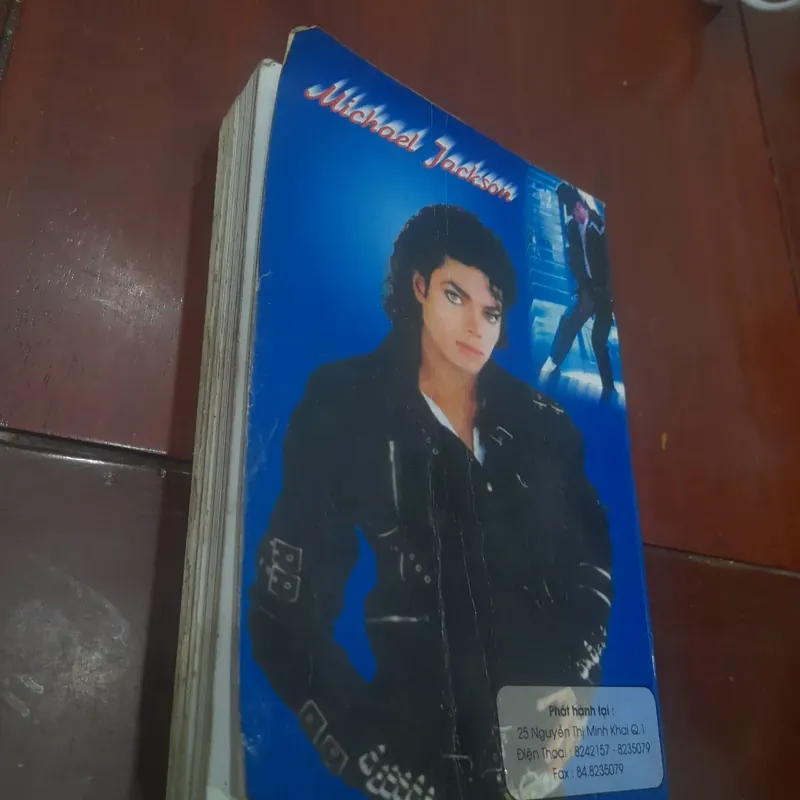 Michael Jackson
Phát hành tại :
25 Nguyễn Thị Minh Khai Q.1
Điện Thoại : 8242157 - 8235079
Fax : 84.8235079